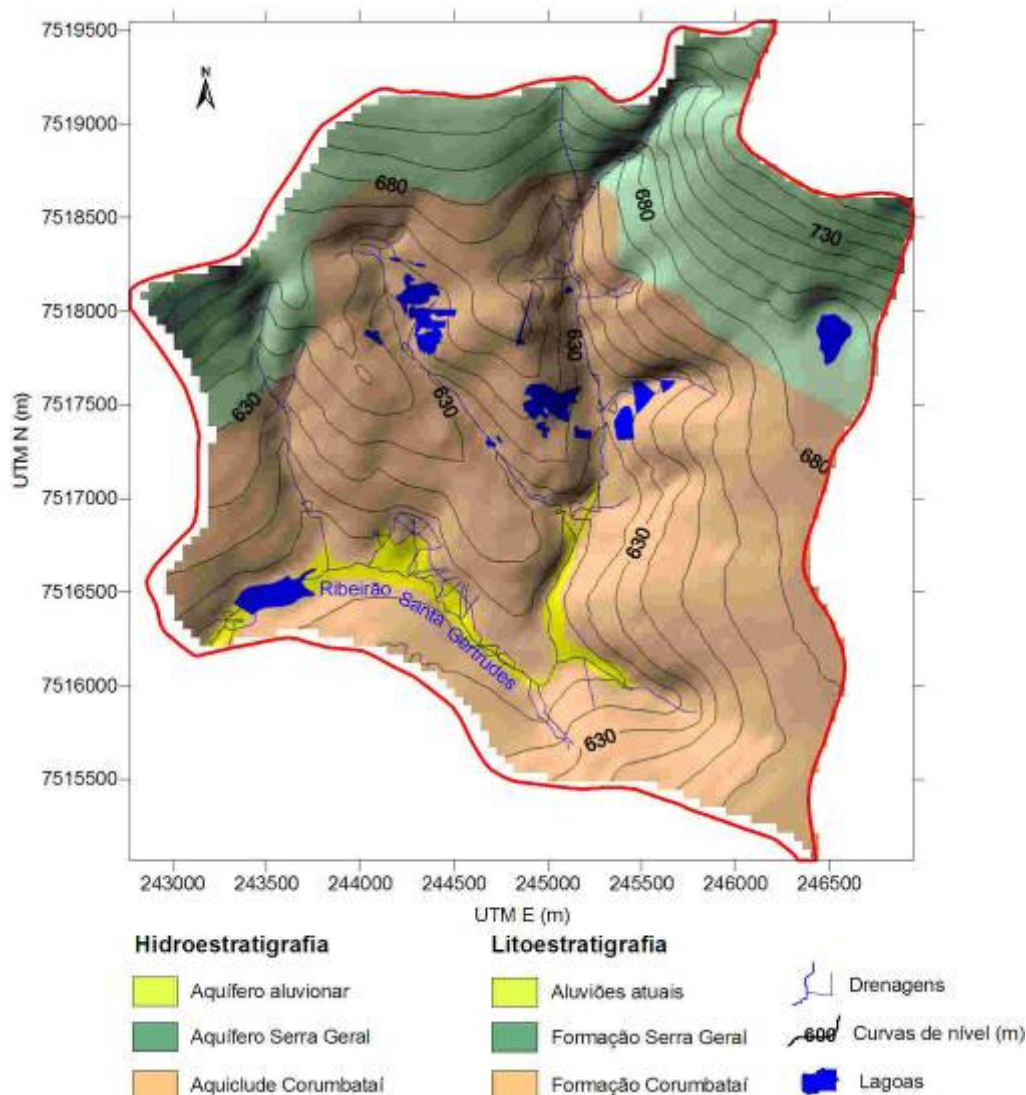 7519500
N
7519000
680
7518500
680
730
7518000
UTM N (m)
630
7517500
630
630
680
7517000
630
7516500
Ribeirão Santa Gertrudes
7516000
630
7515500
243000 243500 244000 244500 245000 245500 246000 246500
UTM E (m)
Hidroestratigrafia
Aquífero aluvionar
Aquífero Serra Geral
Aquiclude Corumbataí
Litoestratigrafia
Aluviões atuais
Formação Serra Geral
Formação Corumbataí
Drenagens
600 Curvas de nível (m)
Lagoas